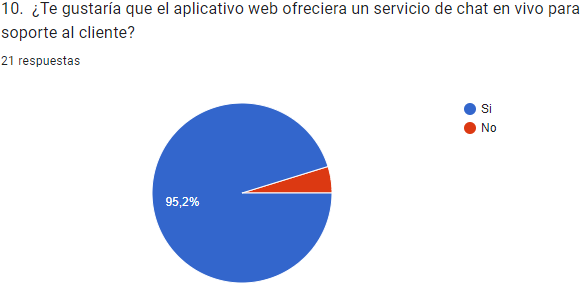 10. ¿Te gustaría que el aplicativo web ofreciera un servicio de chat en vivo para
soporte al cliente?
21 respuestas
Si
No
95,2%